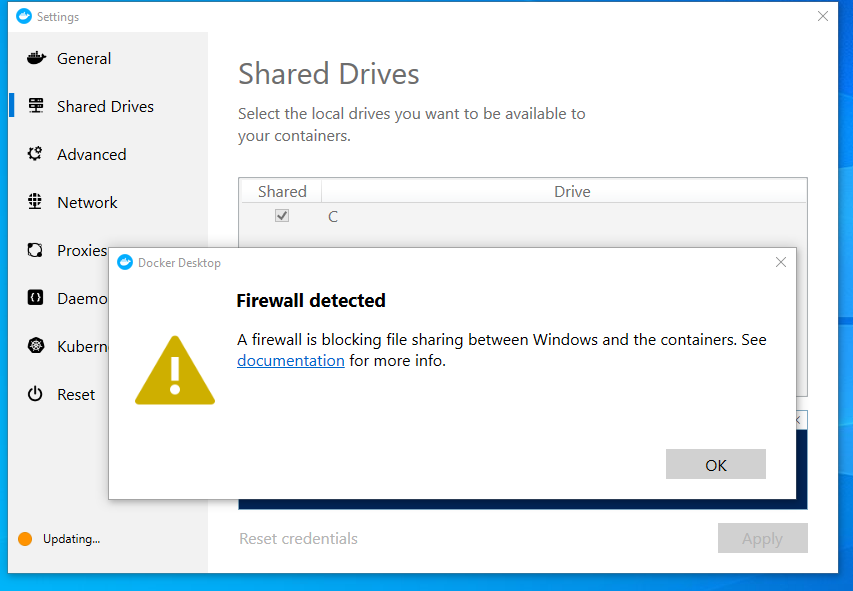 Settings
General
Shared Drives
Advanced
Network
Proxies
Daemo
Kubern
Reset
Updating...
Shared Drives
Select the local drives you want to be available to
your containers.
Shared Drive
C
Docker Desktop
Firewall detected
A firewall is blocking file sharing between Windows and the containers. See
documentation for more info.
OK
Reset credentials
Apply